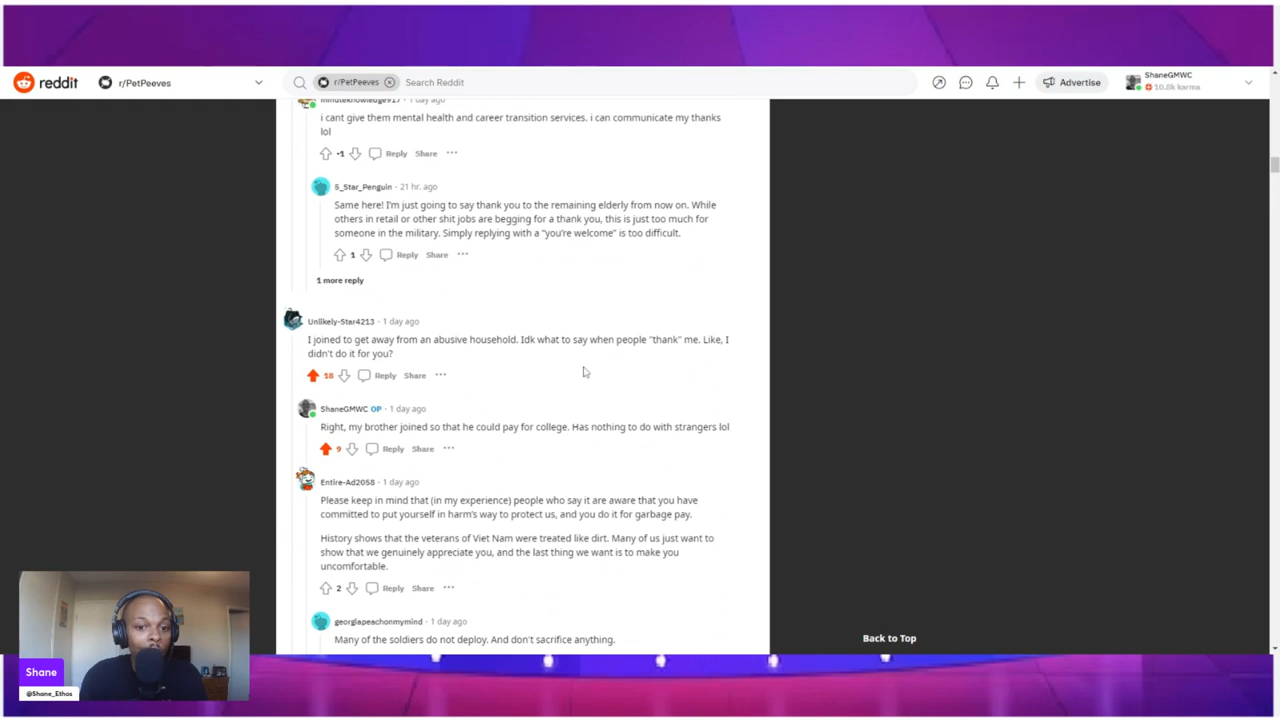 reddit
r/PetPeeves
r/PetPeeves
Search Reddit
Advertise
ShaneGMWC
10.8k karma
minuteknowledge917 · 1 day ago
i cant give them mental health and career transition services. i can communicate my thanks
lol
-1 Reply Share ...
5_Star_Penguin · 21 hr. ago
Same here! I'm just going to say thank you to the remaining elderly from now on. While
others in retail or other shit jobs are begging for a thank you, this is just too much for
someone in the military. Simply replying with a "you're welcome" is too difficult.
1 Reply Share ...
1 more reply
Unlikely-Star4213 · 1 day ago
I joined to get away from an abusive household. Idk what to say when people "thank" me. Like, I
didn't do it for you?
18 Reply Share ...
ShaneGMWC OP · 1 day ago
Right, my brother joined so that he could pay for college. Has nothing to do with strangers lol
9 Reply Share ...
Entire-Ad2058 · 1 day ago
Please keep in mind that (in my experience) people who say it are aware that you have
committed to put yourself in harm's way to protect us, and you do it for garbage pay.
History shows that the veterans of Viet Nam were treated like dirt. Many of us just want to
show that we genuinely appreciate you, and the last thing we want is to make you
uncomfortable.
2 Reply Share ...
georgiapeachonmymind · 1 day ago
Many of the soldiers do not deploy. And don't sacrifice anything.
Back to Top
Shane
@Shane_Ethos